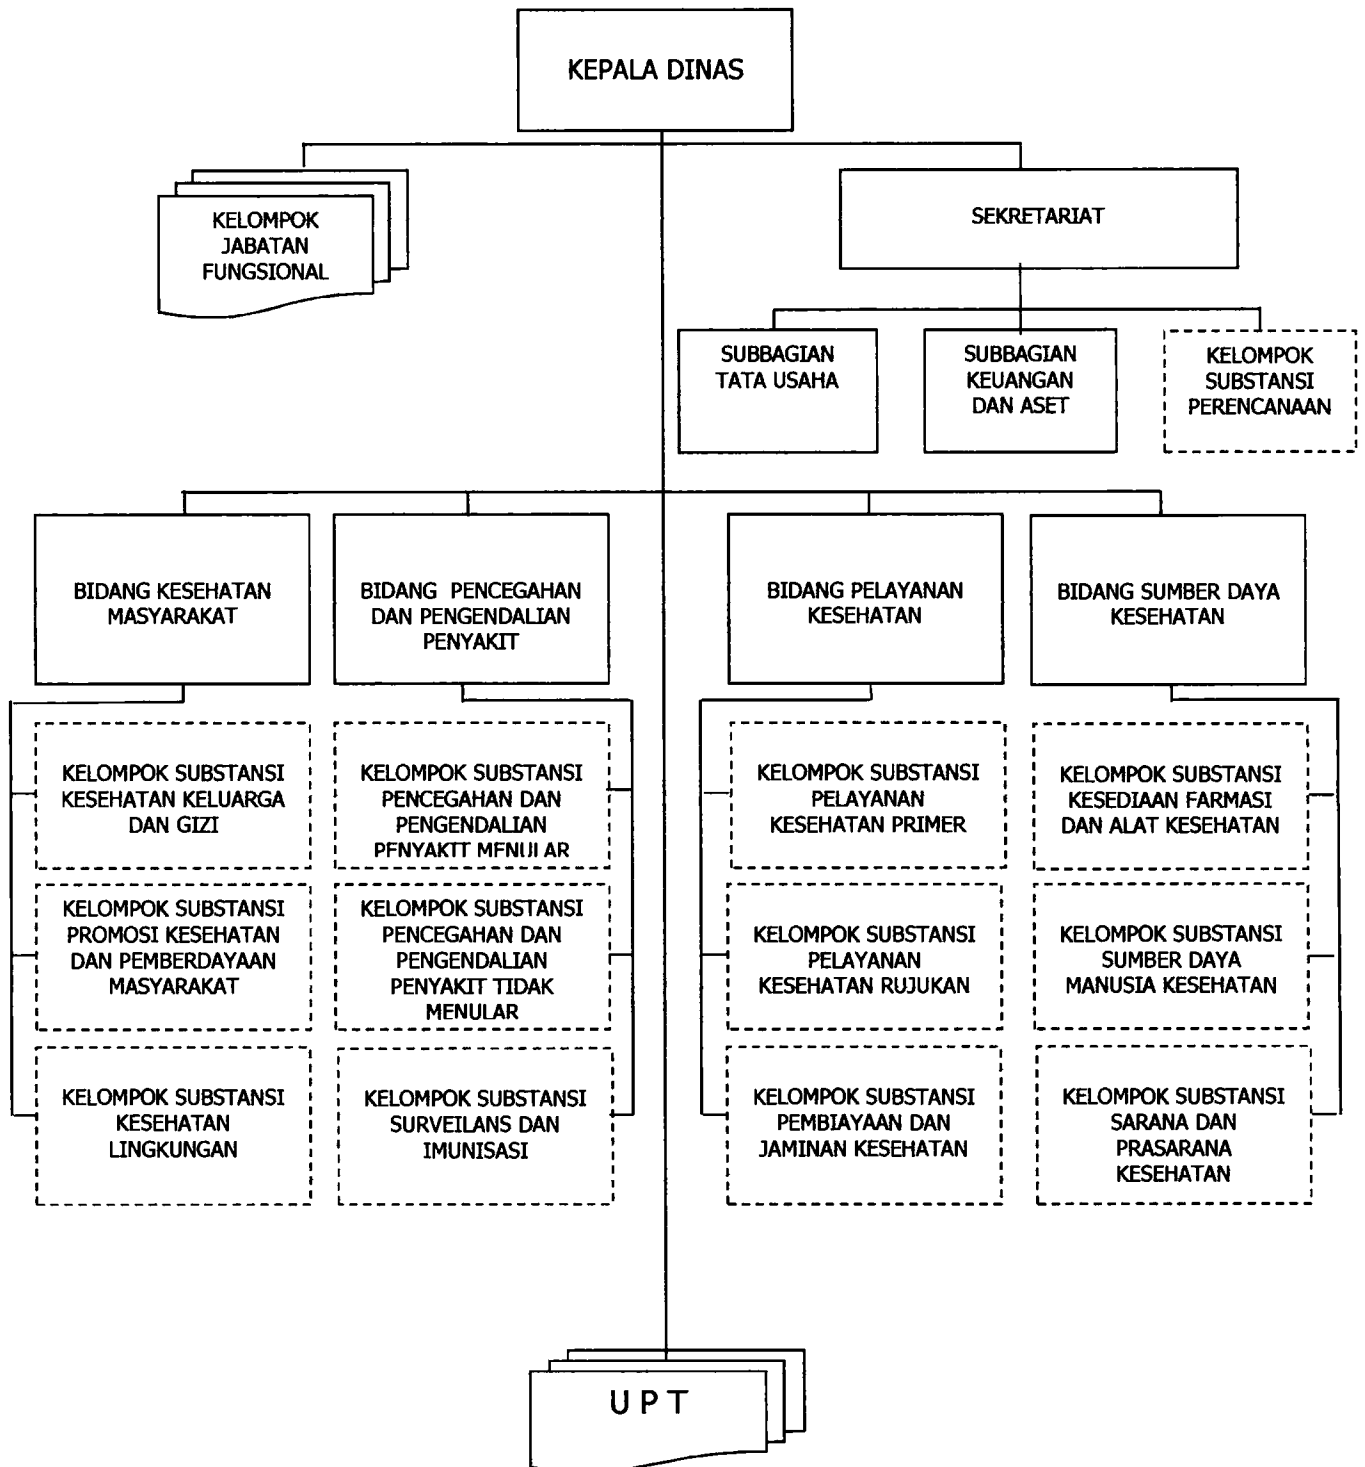 KEPALA DINAS
KELOMPOK
JABATAN
FUNGSIONAL
SEKRETARIAT
SUBBAGIAN
TATA USAHA
SUBBAGIAN
KEUANGAN
DAN ASET
KELOMPOK
SUBSTANSI
PERENCANAAN
BIDANG KESEHATAN
MASYARAKAT
BIDANG PENCEGAHAN
DAN PENGENDALIAN
PENYAKIT
BIDANG PELAYANAN
KESEHATAN
BIDANG SUMBER DAYA
KESEHATAN
KELOMPOK SUBSTANSI
KESEHATAN KELUARGA
DAN GIZI
KELOMPOK SUBSTANSI
PENCEGAHAN DAN
PENGENDALIAN
PENYAKIT MENULAR
KELOMPOK SUBSTANSI
PELAYANAN
KESEHATAN PRIMER
KELOMPOK SUBSTANSI
KESEDIAAN FARMASI
DAN ALAT KESEHATAN
KELOMPOK SUBSTANSI
PROMOSI KESEHATAN
DAN PEMBERDAYAAN
MASYARAKAT
KELOMPOK SUBSTANSI
PENCEGAHAN DAN
PENGENDALIAN
PENYAKIT TIDAK
MENULAR
KELOMPOK SUBSTANSI
PELAYANAN
KESEHATAN RUJUKAN
KELOMPOK SUBSTANSI
SUMBER DAYA
MANUSIA KESEHATAN
KELOMPOK SUBSTANSI
KESEHATAN
LINGKUNGAN
KELOMPOK SUBSTANSI
SURVEILANS DAN
IMUNISASI
KELOMPOK SUBSTANSI
PEMBIAYAAN DAN
JAMINAN KESEHATAN
KELOMPOK SUBSTANSI
SARANA DAN
PRASARANA
KESEHATAN
U P T